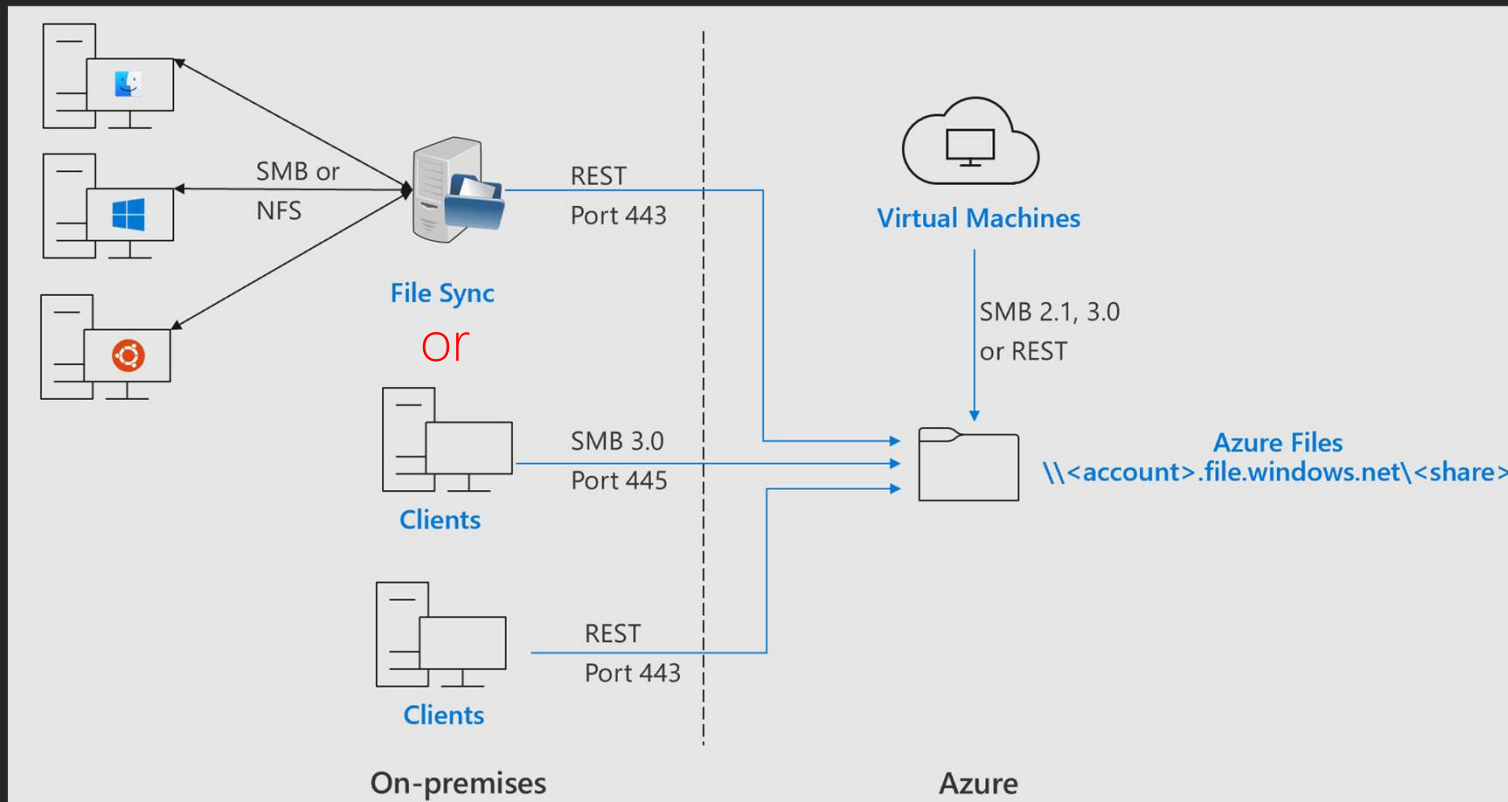 SMB or
NFS
File Sync
or
REST
Port 443
SMB 3.0
Port 445
Clients
REST
Port 443
Clients
On-premises
Virtual Machines
SMB 2.1, 3.0
or REST
Azure Files
\\<account>.file.windows.net\<share>
Azure